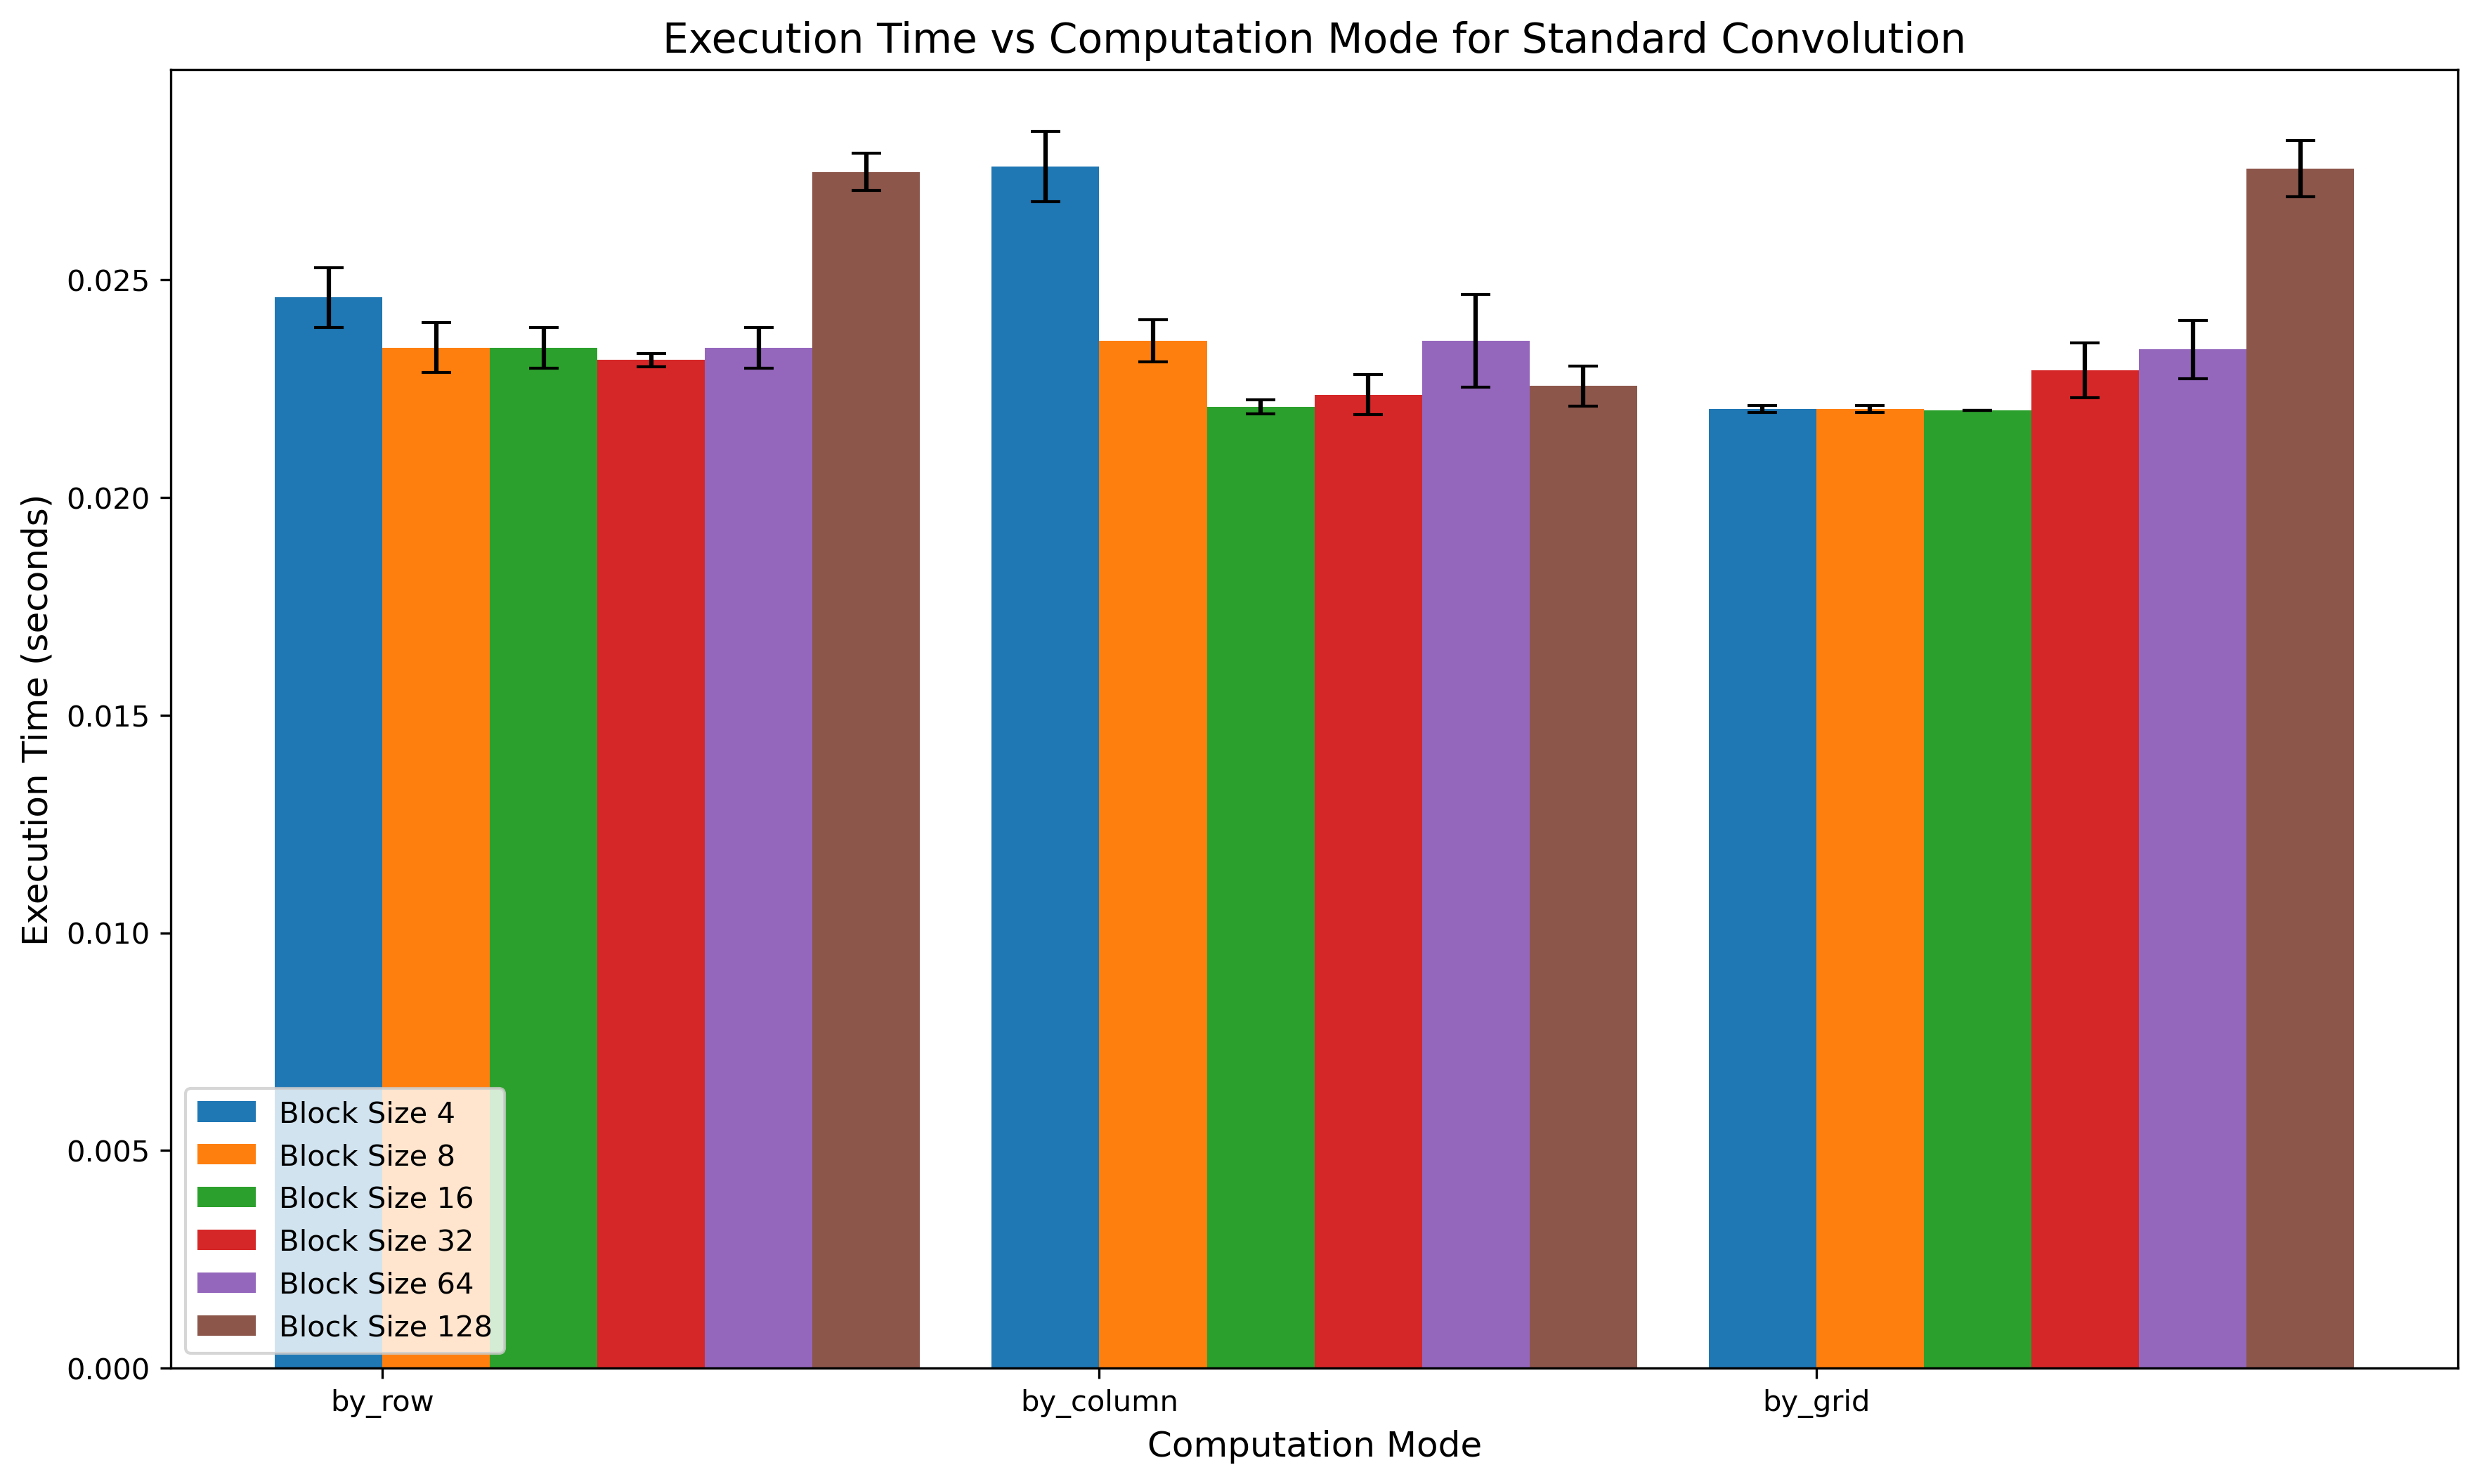 Execution Time vs Computation Mode for Standard Convolution
Execution Time (seconds)
0.025
0.020
0.015
0.010
0.005
0.000
Block Size 4
Block Size 8
Block Size 16
Block Size 32
Block Size 64
Block Size 128
by_row
by_column
by_grid
Computation Mode